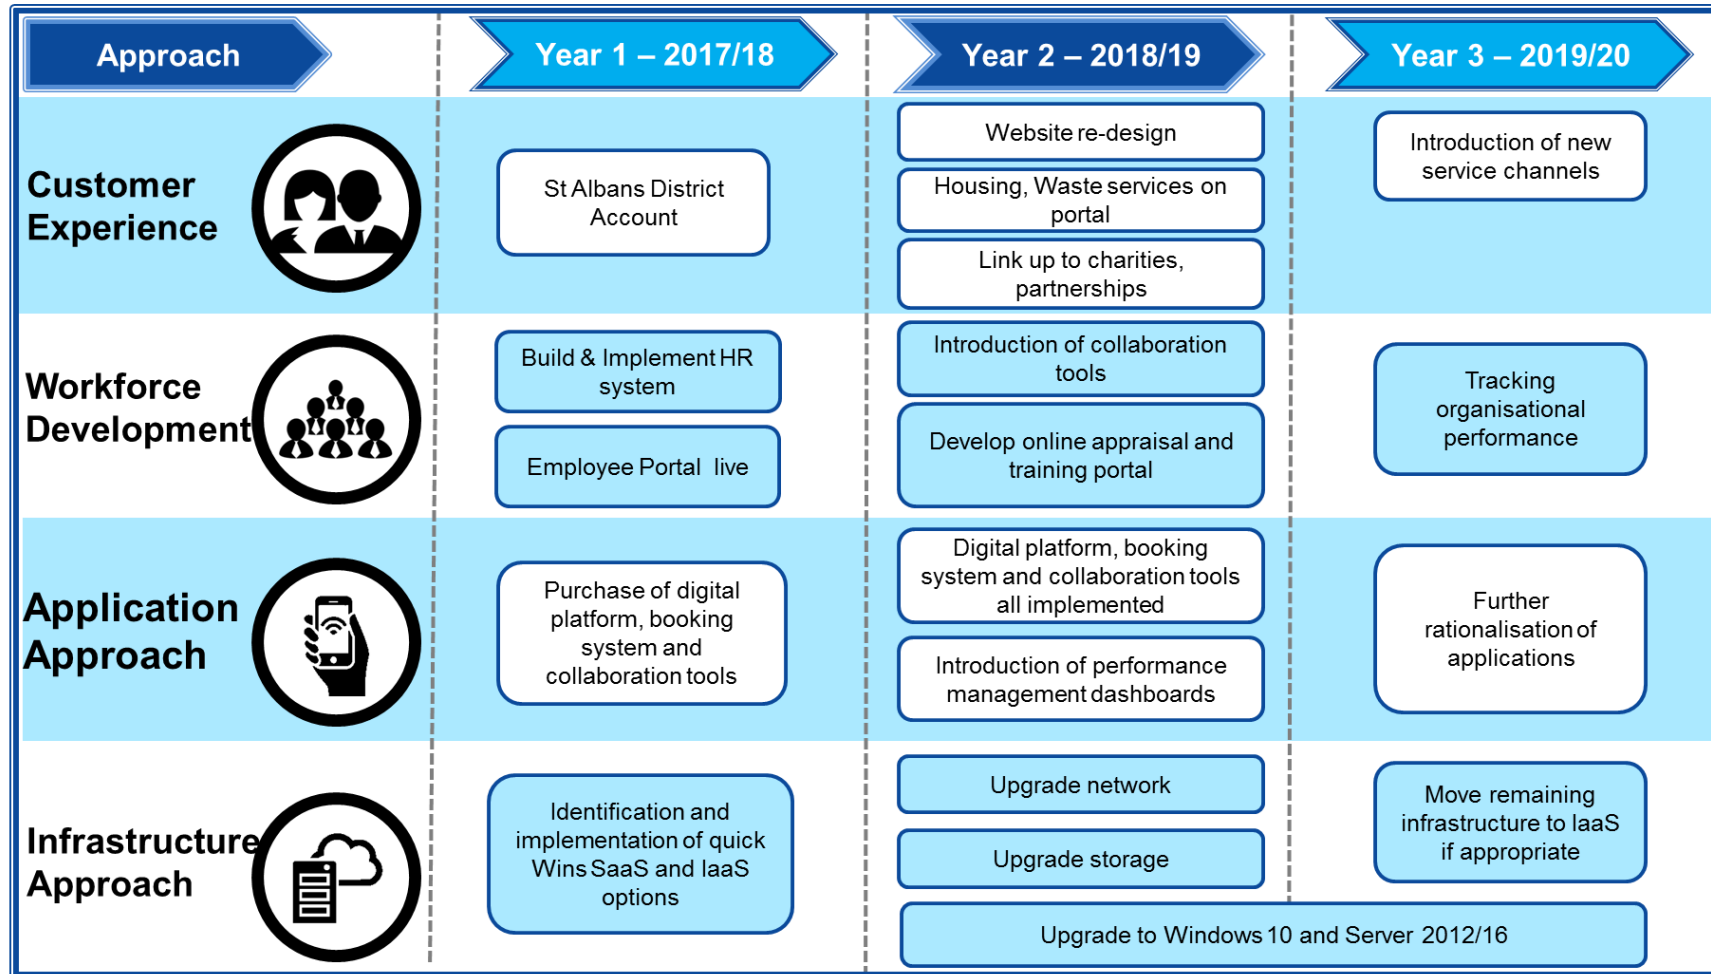 Approach
Year 1 – 2017/18
Year 2 – 2018/19
Year 3 – 2019/20
Customer
Experience
St Albans District
Account
Website re-design
Housing, Waste services on
portal
Link up to charities,
partnerships
Introduction of new
service channels
Workforce
Development
Build & Implement HR
system
Employee Portal live
Introduction of collaboration
tools
Develop online appraisal and
training portal
Tracking
organisational
performance
Application
Approach
Purchase of digital
platform, booking
system and
collaboration tools
Digital platform, booking
system and collaboration tools
all implemented
Introduction of performance
management dashboards
Further
rationalisation of
applications
Infrastructure
Approach
Identification and
implementation of quick
Wins SaaS and IaaS
options
Upgrade network
Upgrade storage
Move remaining
infrastructure to IaaS
if appropriate
Upgrade to Windows 10 and Server 2012/16